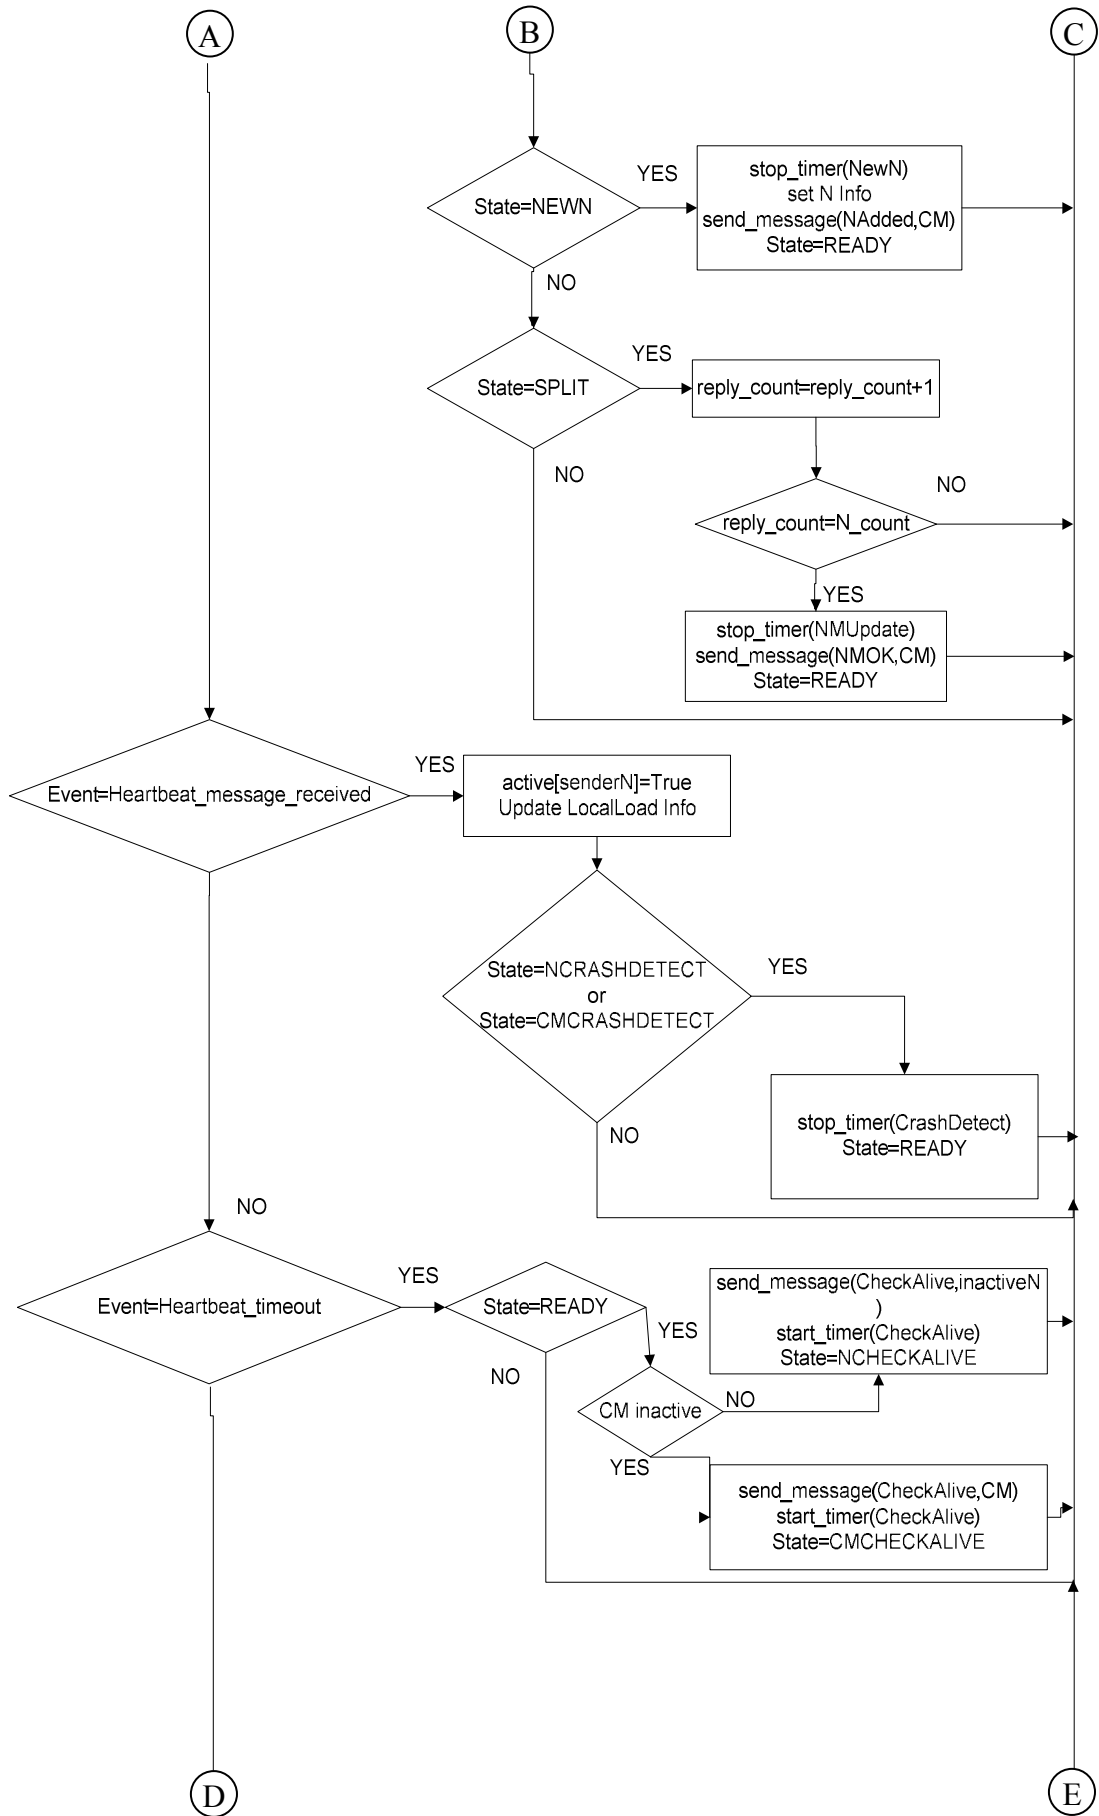 A
B
C
State=NEWN
YES
stop_timer(NewN)
set N Info
send_message(NAdded,CM)
State=READY
NO
State=SPLIT
YES
reply_count=reply_count+1
NO
reply_count=N_count
NO
YES
stop_timer(NMUpdate)
send_message(NMOK,CM)
State=READY
Event=Heartbeat_message_received
YES
active[senderN]=True
Update LocalLoad Info
State=NCRASHDETECT
or
State=CMCRASHDETECT
YES
NO
stop_timer(CrashDetect)
State=READY
NO
Event=Heartbeat_timeout
YES
State=READY
YES
NO
send_message(CheckAlive,inactiveN
)
start_timer(CheckAlive)
State=NCHECKALIVE
CM inactive
NO
YES
send_message(CheckAlive,CM)
start_timer(CheckAlive)
State=CMCHECKALIVE
D
E